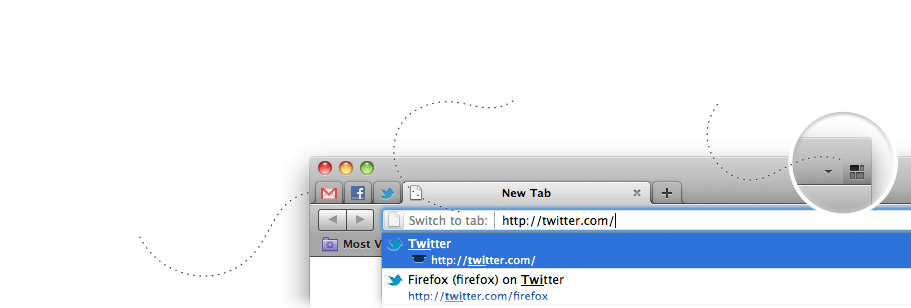 New Tab
Switch to tab: http://twitter.com/
Most V
Twitter
http://twitter.com/
Firefox (firefox) on Twitter
http://twitter.com/firefox